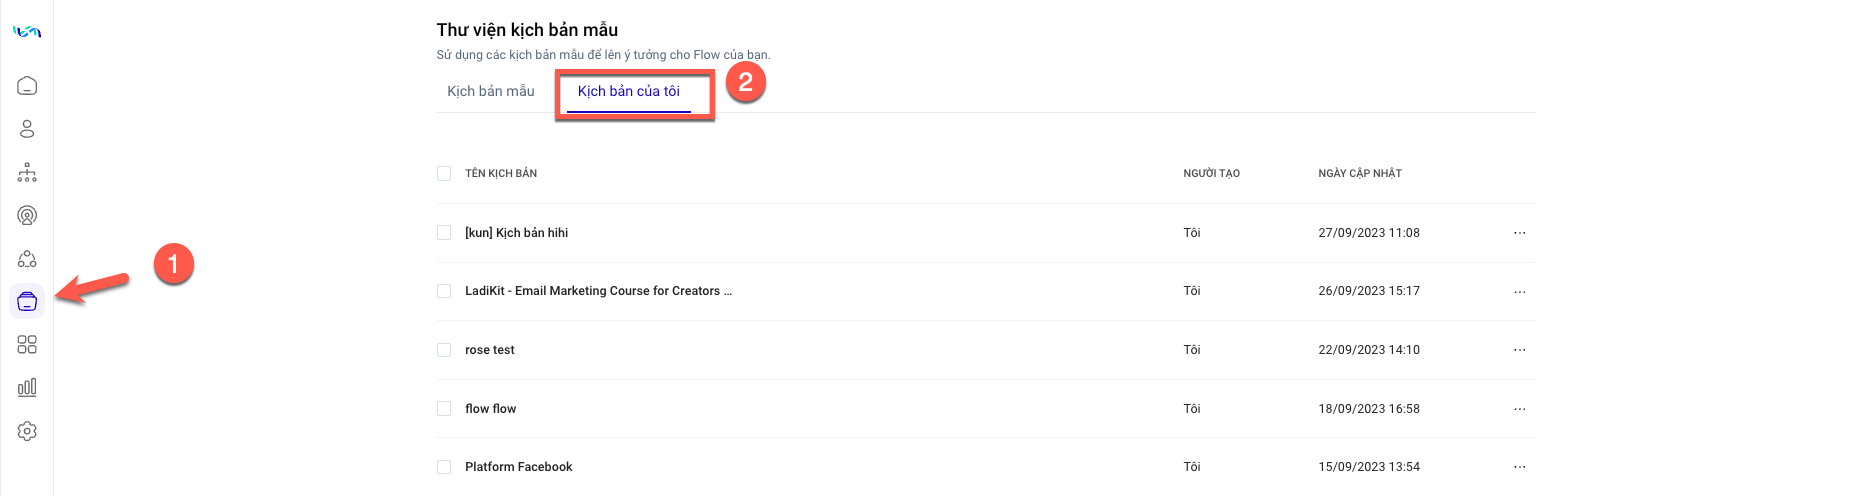 Thư viện kịch bản mẫu
Sử dụng các kịch bản mẫu để lên ý tưởng cho Flow của bạn.
Kịch bản mẫu Kịch bản của tôi 2
TÊN KỊCH BẢN NGƯỜI TẠO NGÀY CẬP NHẬT
[kun] Kịch bản hihi Tôi 27/09/2023 11:08 ...
1
LadiKit - Email Marketing Course for Creators ... Tôi 26/09/2023 15:17 ...
rose test Tôi 22/09/2023 14:10 ...
flow flow Tôi 18/09/2023 16:58 ...
Platform Facebook Tôi 15/09/2023 13:54 ...